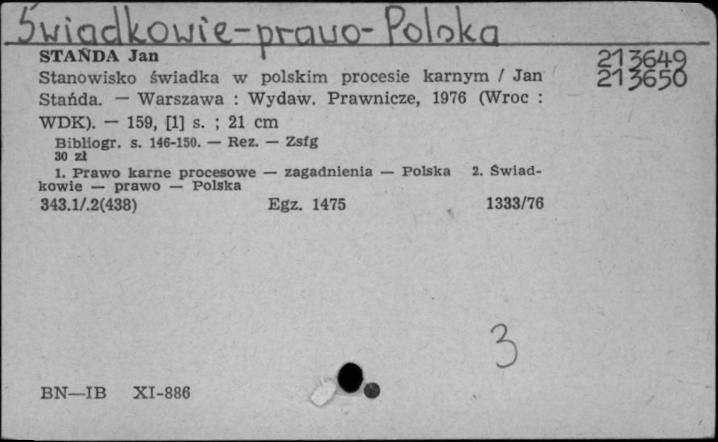 Świadkowie-prawo-Polska
STAŃDA Jan
213649
213650
Stanowisko świadka w polskim procesie karnym / Jan
Stańda. — Warszawa : Wydaw. Prawnicze, 1976 (Wroc :
WDK). — 159, [1] s. ; 21 cm
Bibliogr. s. 146-150. — Rez. — Zsfg
30 zł
1. Prawo karne procesowe — zagadnienia — Polska 2. Świad-
kowie — prawo — Polska
343.1/.2(438) Egz. 1475 1333/76
3
BN—IB XI-886